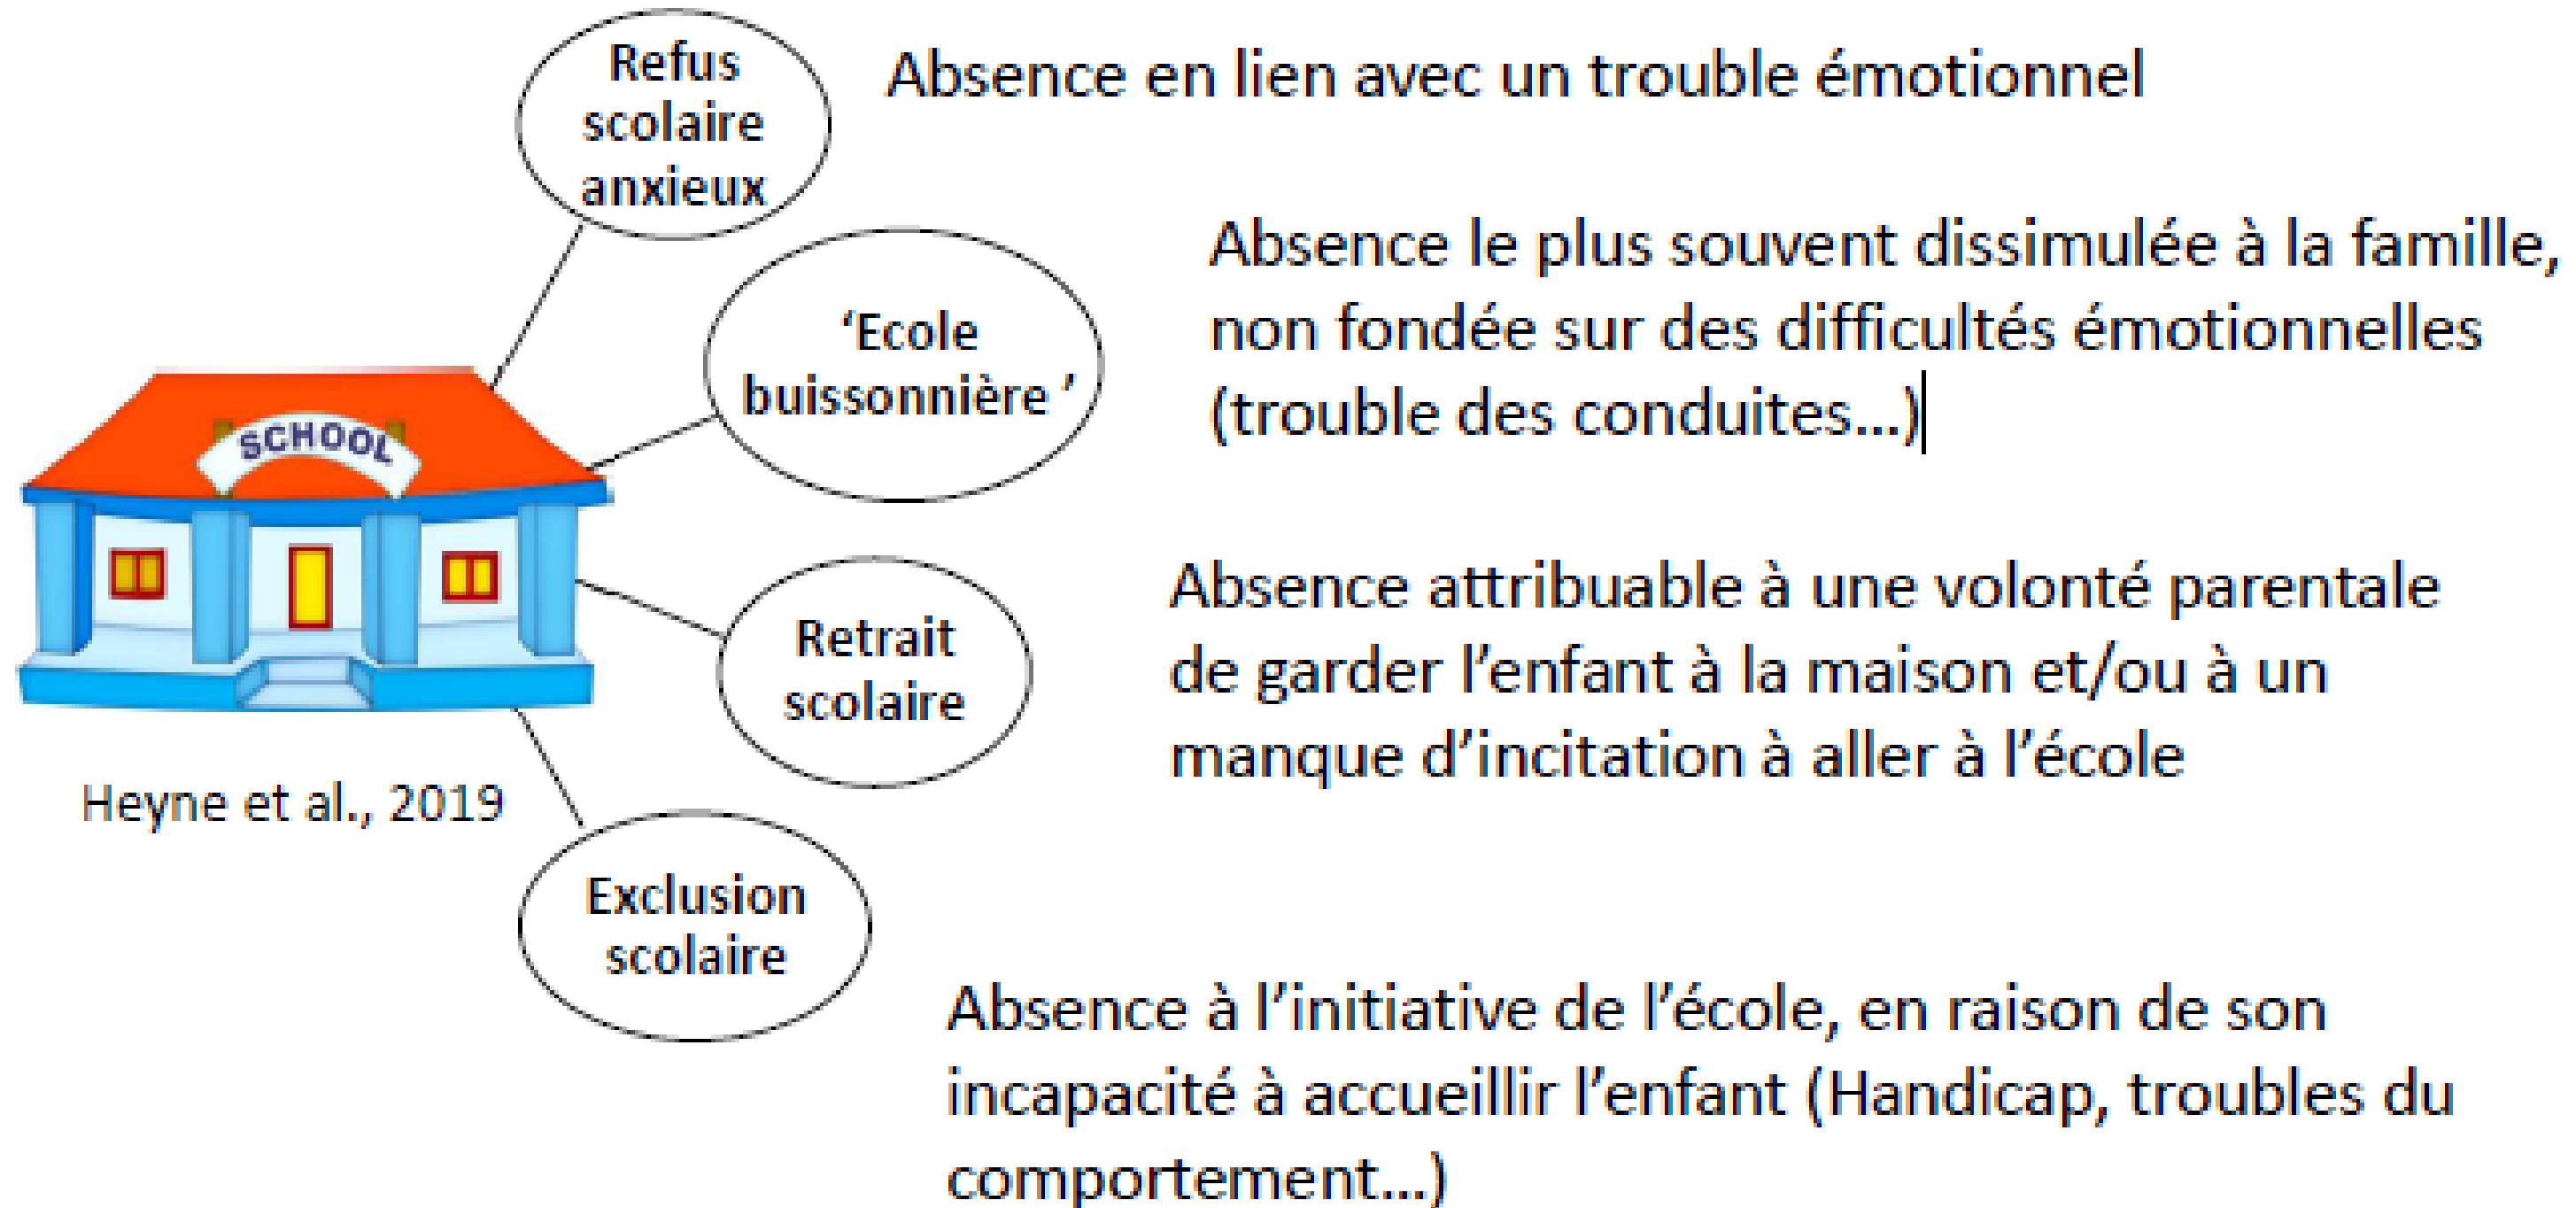 Refus
scolaire
anxieux
Absence en lien avec un trouble émotionnel
‘Ecole
buissonnière ’
Absence le plus souvent dissimulée à la famille,
non fondée sur des difficultés émotionnelles
(trouble des conduites...)
SCHOOL
Retrait
scolaire
Absence attribuable à une volonté parentale
de garder l’enfant à la maison et/ou à un
manque d’incitation à aller à l’école
Heyne et al., 2019
Exclusion
scolaire
Absence à l’initiative de l’école, en raison de son
incapacité à accueillir l’enfant (Handicap, troubles du
comportement...)